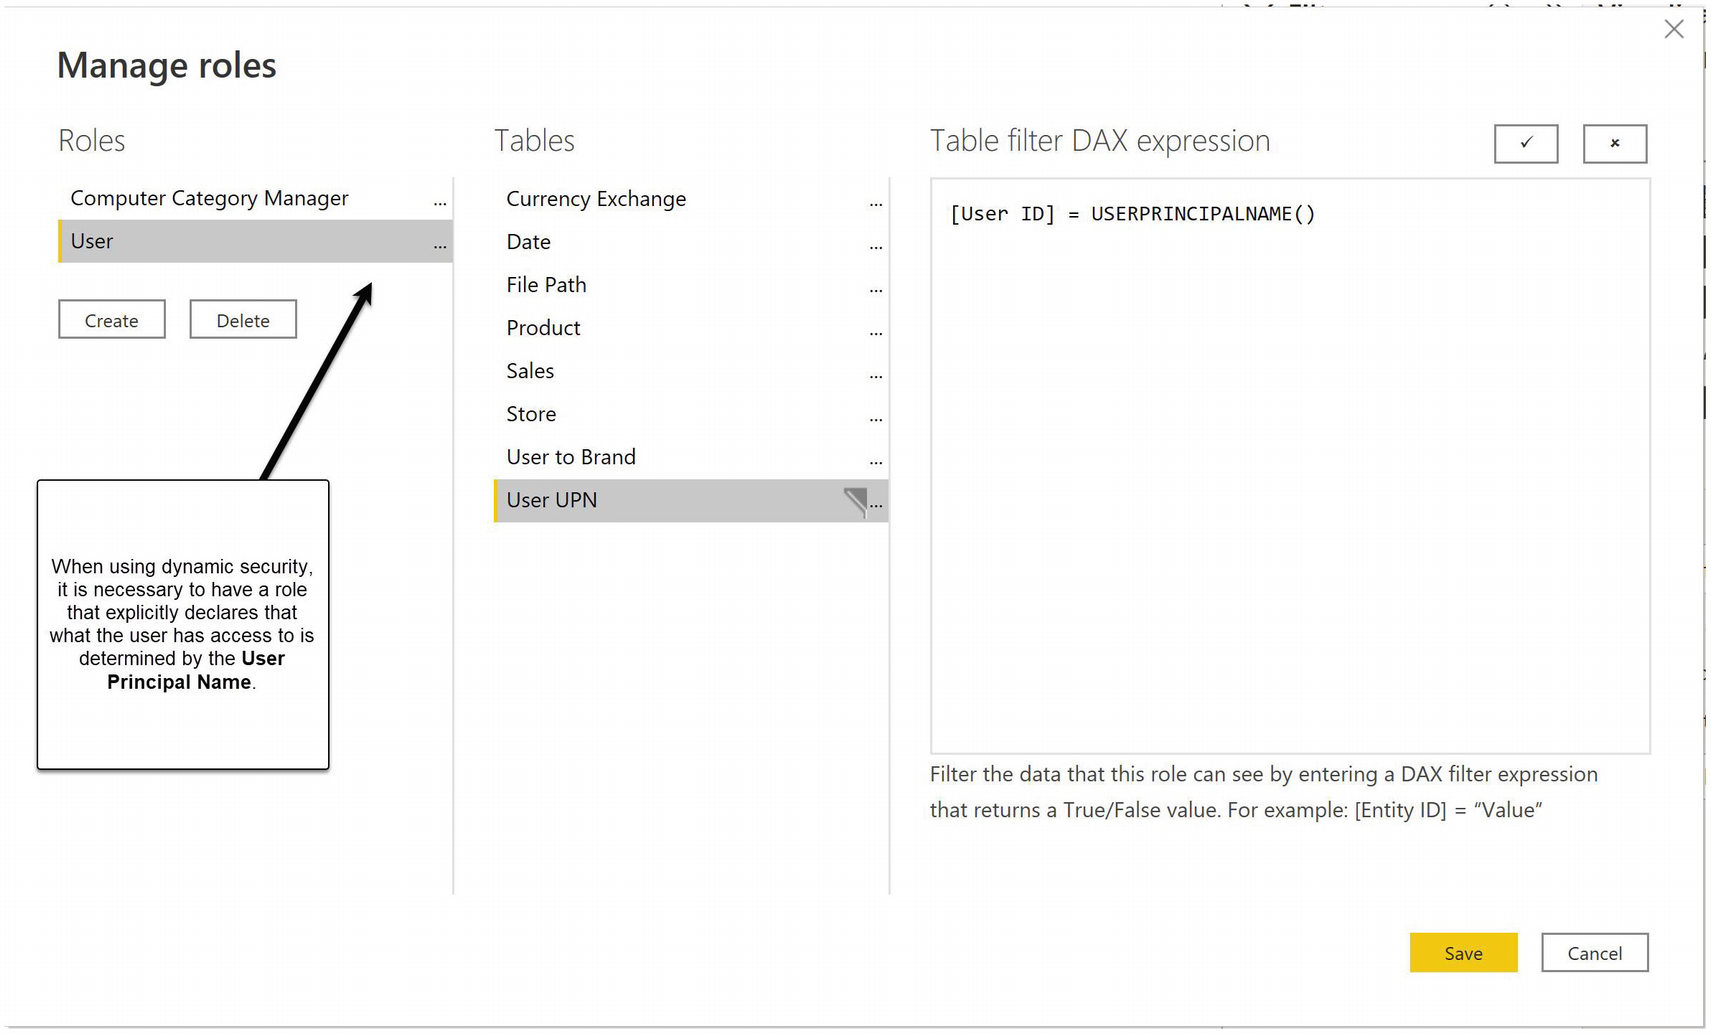 Manage roles
Roles
Computer Category Manager ...
User ...
Create
Delete
When using dynamic security,
it is necessary to have a role
that explicitly declares that
what the user has access to is
determined by the User
Principal Name.
Tables
Currency Exchange ...
Date ...
File Path ...
Product ...
Sales ...
Store ...
User to Brand ...
User UPN ...
Table filter DAX expression
[User ID] = USERPRINCIPALNAME()
Filter the data that this role can see by entering a DAX filter expression
that returns a True/False value. For example: [Entity ID] = “Value”
Save
Cancel